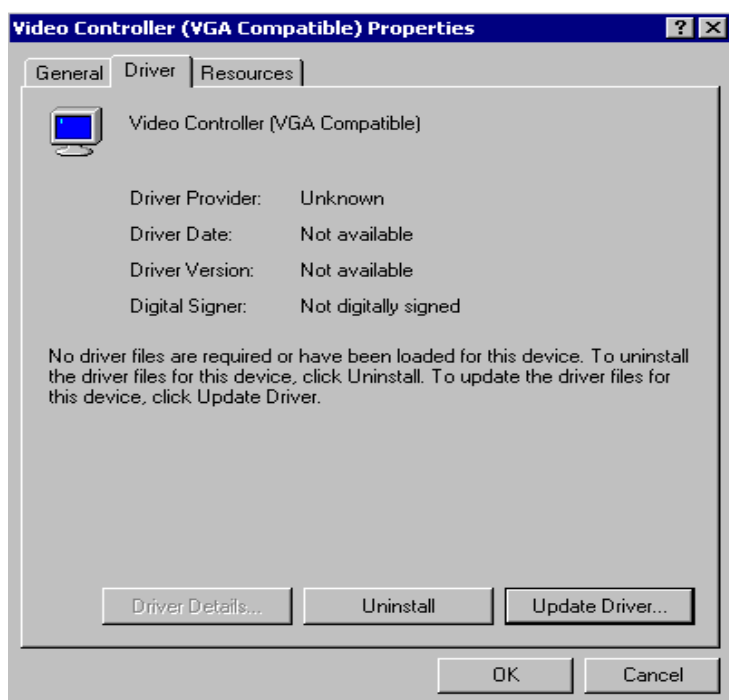 Video Controller (VGA Compatible) Properties
General Driver Resources
Video Controller (VGA Compatible)
Driver Provider: Unknown
Driver Date: Not available
Driver Version: Not available
Digital Signer: Not digitally signed
No driver files are required or have been loaded for this device. To uninstall
the driver files for this device, click Uninstall. To update the driver files for
this device, click Update Driver.
Driver Details... Uninstall Update Driver...
OK Cancel